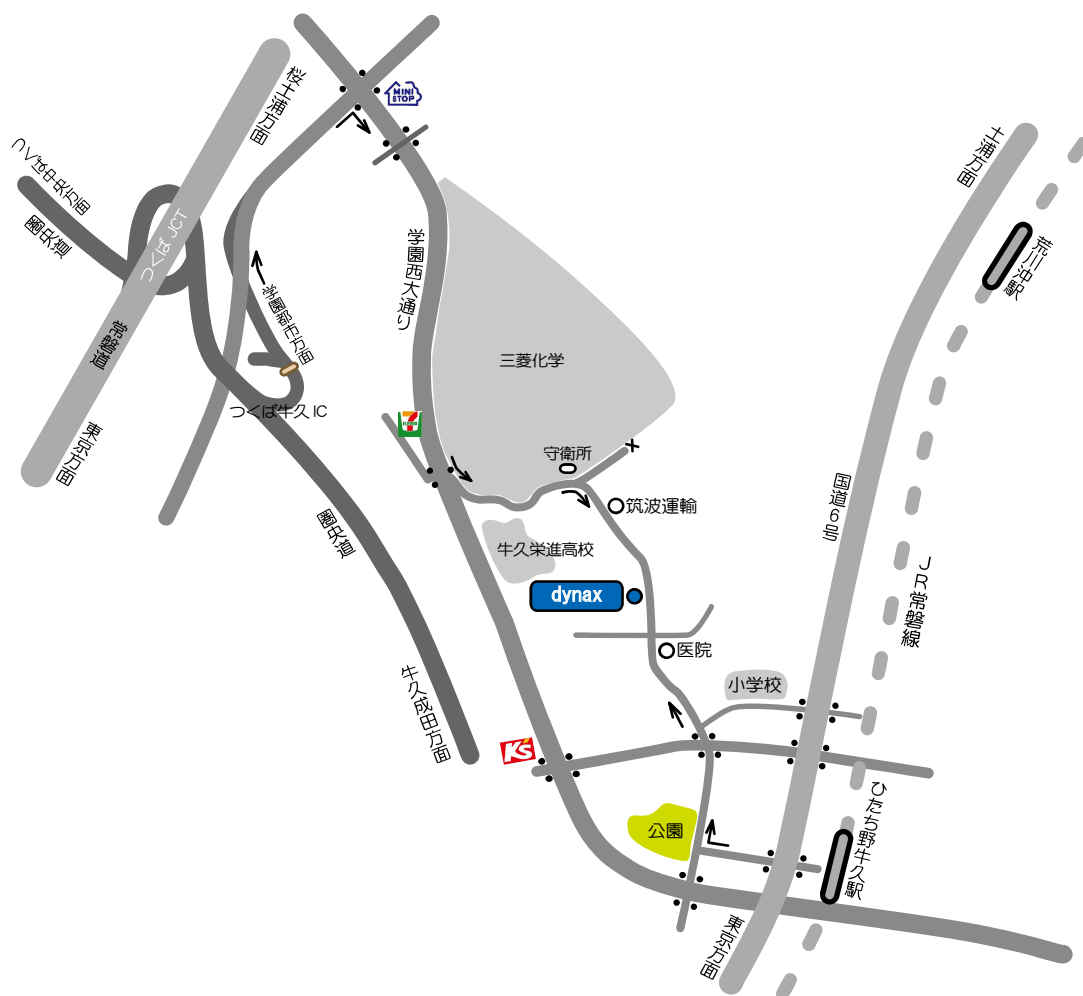 桜土浦方面
MINI
STOP
つくば中央方面
圏央道
つくばJCT
常磐道
東京方面
学園都市方面
つくば牛久IC
圏央道
牛久成田方面
学園西大通り
三菱化学
守衛所
筑波運輸
牛久栄進高校
dynax
医院
小学校
K's
公園
土浦方面
荒川沖駅
国道6号
JR常磐線
ひたち野牛久駅
東京方面